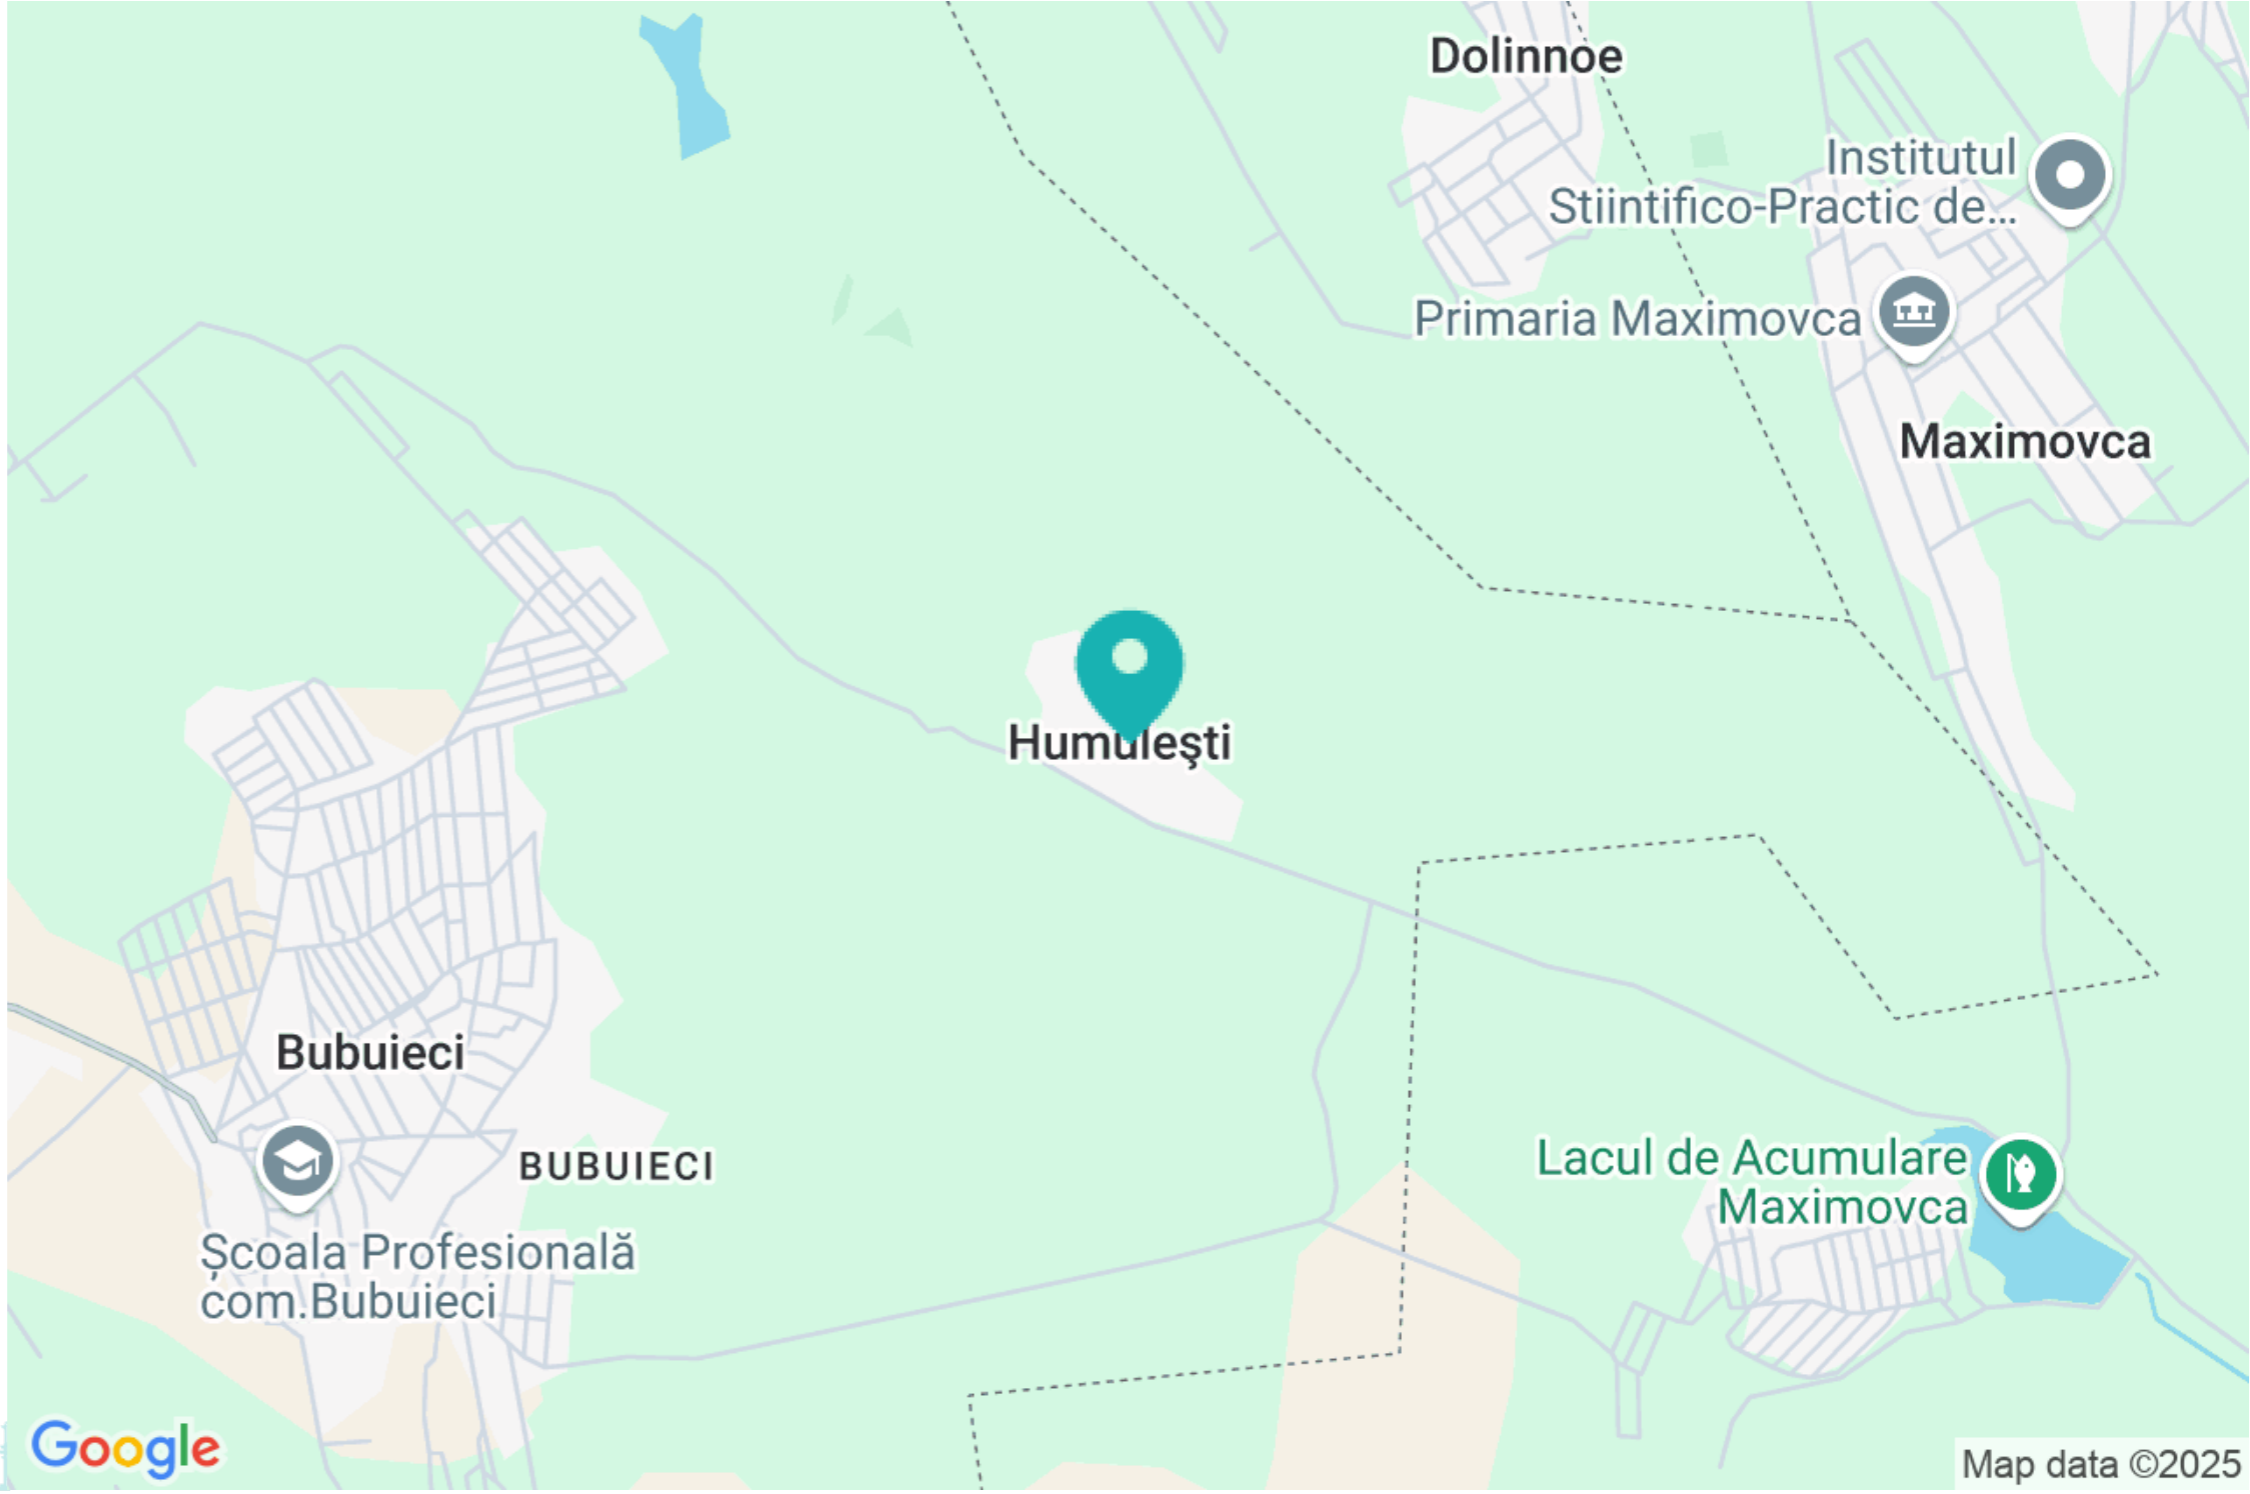 Dolinnoe
Institutul
Stiintifico-Practic de...
Primaria Maximovca
Maximovca
Humuleşti
Bubuieci
BUBUIECI
Școala Profesională
com.Bubuieci
Lacul de Acumulare
Maximovca
Google
Map data ©2025